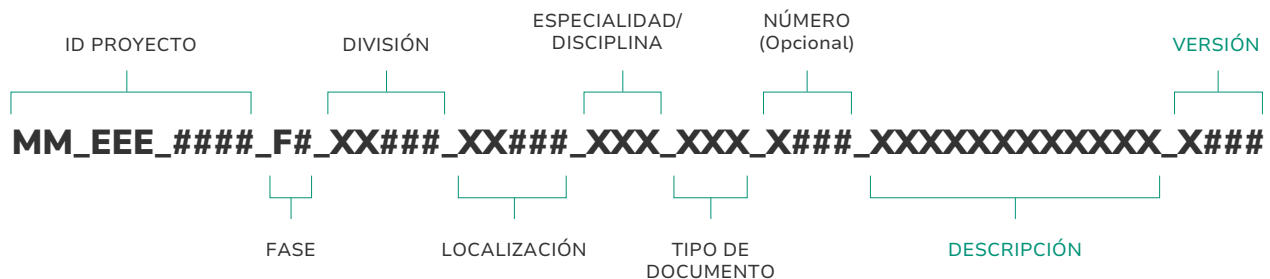 ID PROYECTO
DIVISIÓN
ESPECIALIDAD/
DISCIPLINA
NÚMERO
(Opcional)
VERSIÓN
MM_EEE_####_F#_XX###_XX###_XXX_XXX_X###_XXXXXXXXXXXX_X###
FASE
LOCALIZACIÓN
TIPO DE
DOCUMENTO
DESCRIPCIÓN